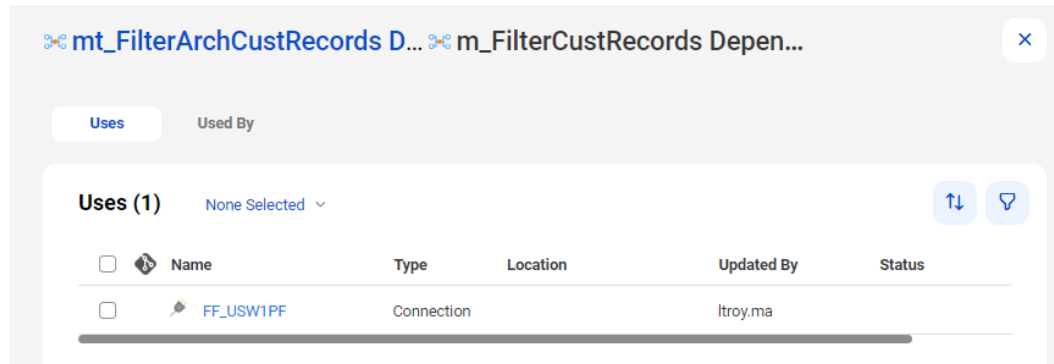 mt_FilterArchCustRecords D... m_FilterCustRecords Depen...
Uses Used By
Uses (1) None Selected
Name Type Location Updated By Status
FF_USW1PF Connection ltroy.ma